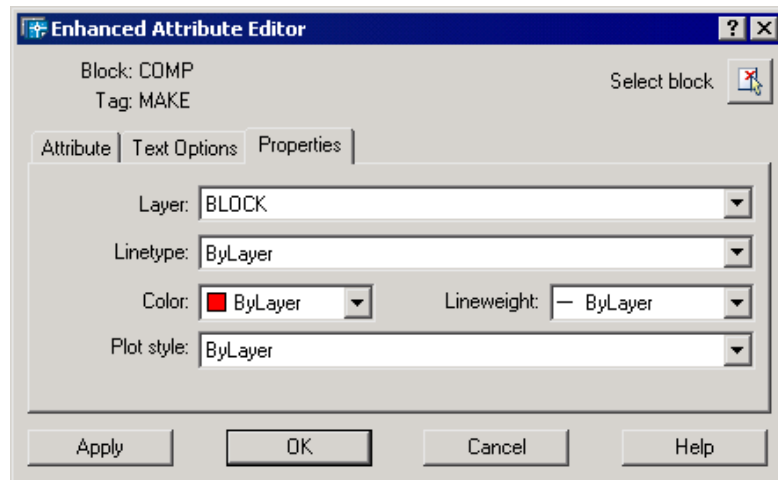 Enhanced Attribute Editor
Block: COMP
Tag: MAKE
Select block
Attribute Text Options Properties
Layer: BLOCK
Linetype: ByLayer
Color: ByLayer Lineweight: ByLayer
Plot style: ByLayer
Apply OK Cancel Help